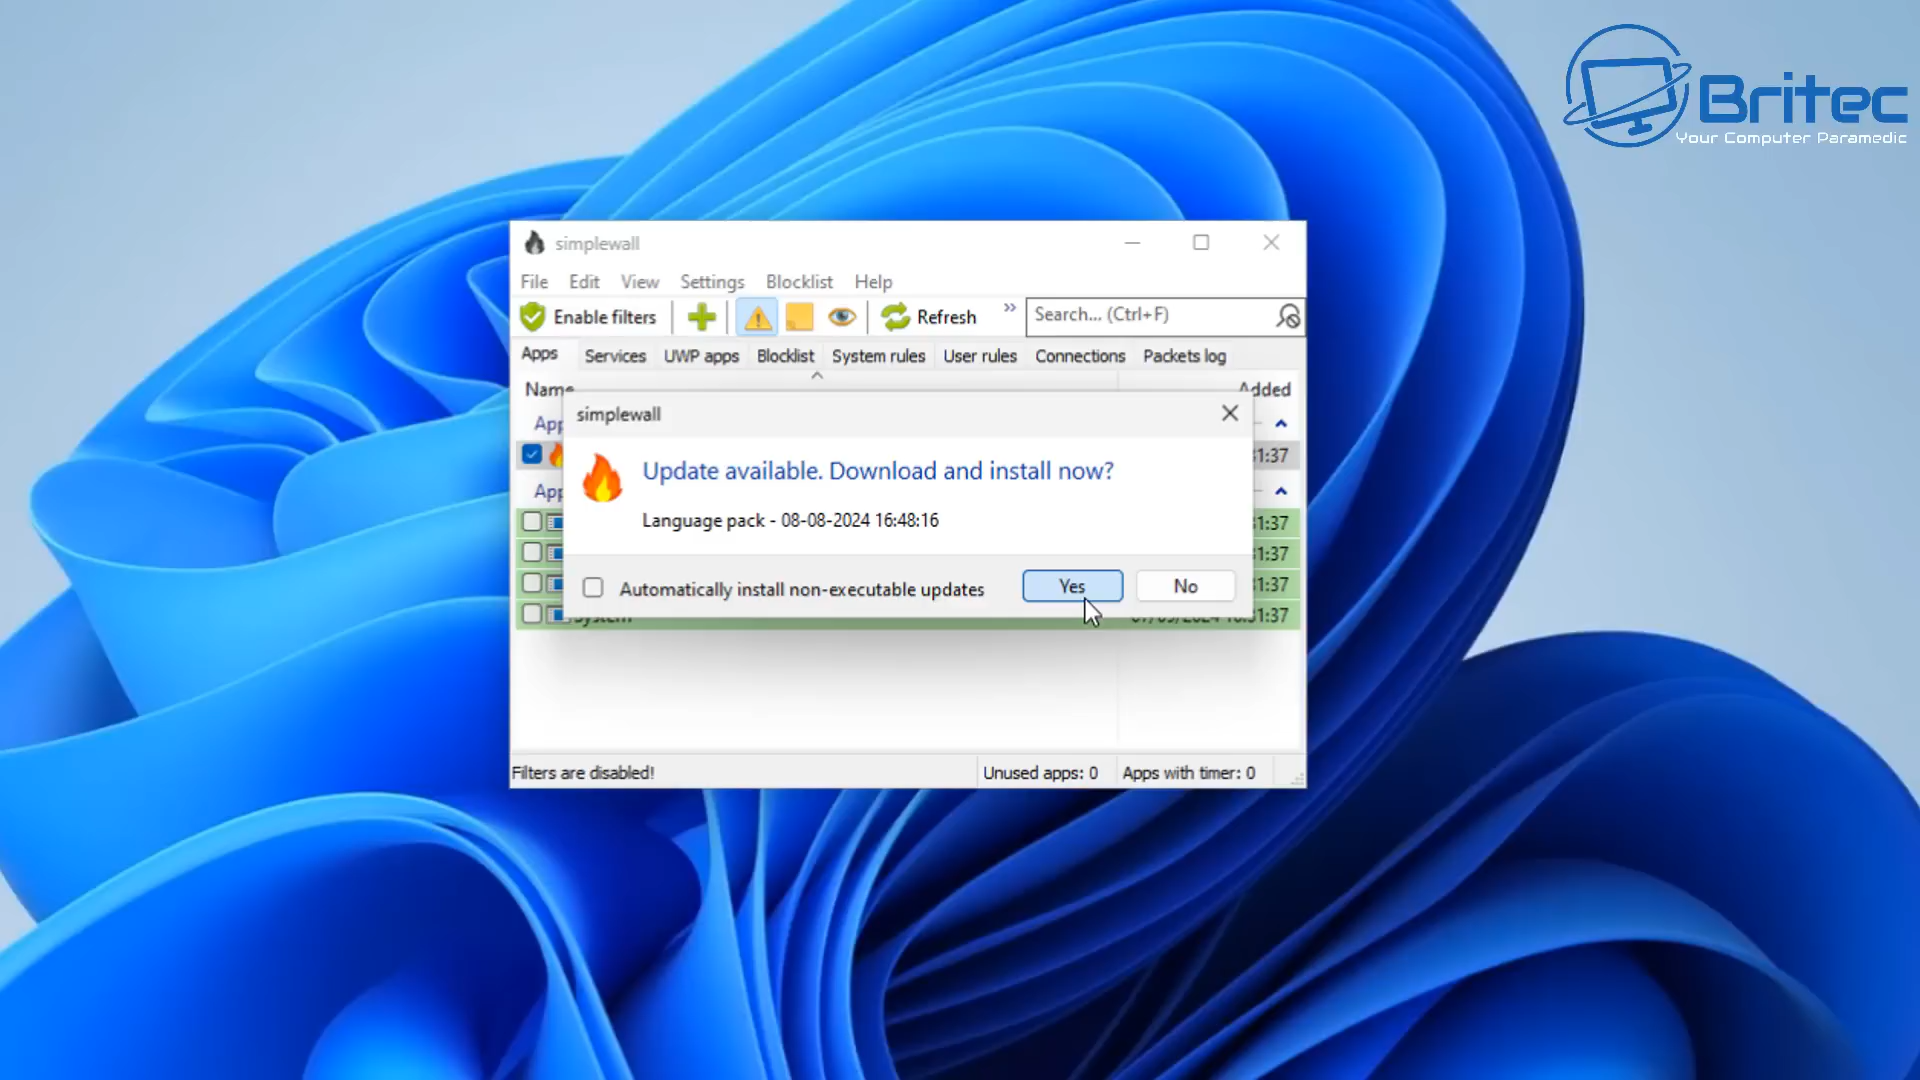 Britec
Your Computer Paramedic
simplewall
File Edit View Settings Blocklist Help
Enable filters Refresh » Search... (Ctrl+F)
Apps Services UWP apps Blocklist System rules User rules Connections Packets log
Name Added
simplewall
Update available. Download and install now?
Language pack - 08-08-2024 16:48:16
Automatically install non-executable updates Yes No
System
Filters are disabled! Unused apps: 0 Apps with timer: 0